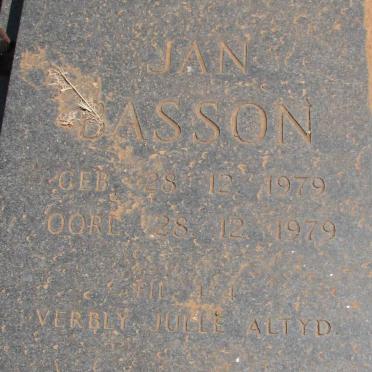 JAN
BASSON
GEB. 28 12 1979
OORL. 28 12 1979
FIL 4:4
VERBLY JULLE ALTYD.